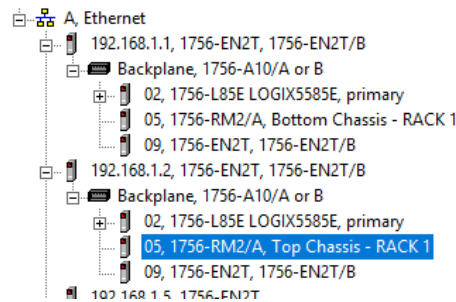 A, Ethernet
192.168.1.1, 1756-EN2T, 1756-EN2T/B
Backplane, 1756-A10/A or B
02, 1756-L85E LOGIX5585E, primary
05, 1756-RM2/A, Bottom Chassis - RACK 1
09, 1756-EN2T, 1756-EN2T/B
192.168.1.2, 1756-EN2T, 1756-EN2T/B
Backplane, 1756-A10/A or B
02, 1756-L85E LOGIX5585E, primary
05, 1756-RM2/A, Top Chassis - RACK 1
09, 1756-EN2T, 1756-EN2T/B
192.168.1.5, 1756-EN2T